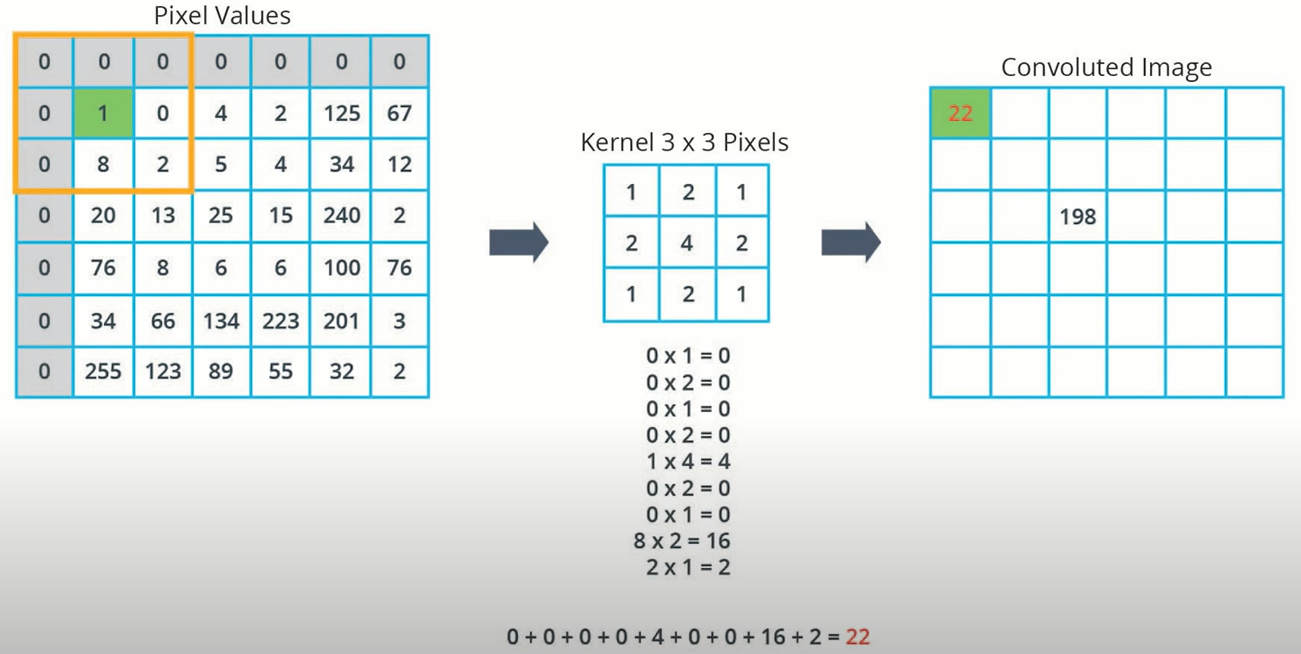 Pixel Values
0 0 0 0 0 0 0
0 1 0 4 2 125 67
0 8 2 5 4 34 12
0 20 13 25 15 240 2
0 76 8 6 6 100 76
0 34 66 134 223 201 3
0 255 123 89 55 32 2
Kernel 3 x 3 Pixels
1 2 1
2 4 2
1 2 1
0 x 1 = 0
0 x 2 = 0
0 x 1 = 0
0 x 2 = 0
1 x 4 = 4
0 x 2 = 0
0 x 1 = 0
8 x 2 = 16
2 x 1 = 2
0 + 0 + 0 + 0 + 4 + 0 + 0 + 16 + 2 = 22
Convoluted Image
22
198